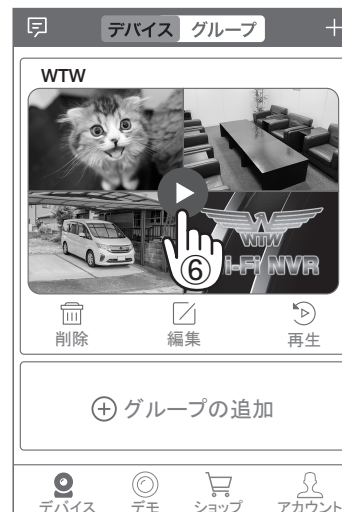 デバイス グループ
WTW
WTW
i-Fi NVR
⑥
削除 編集 再生
グループの追加
デバイス デモ ショップ アカウント